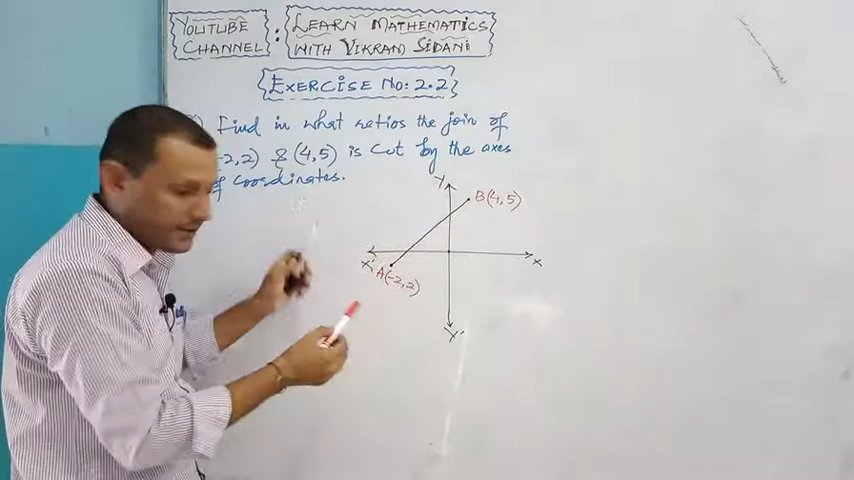 YOUTUBE CHANNEL : LEARN MATHEMATICS WITH VIKRAM SIDANI
EXERCISE No: 2.2
) Find in what ratios the join of
-2,2) & (4,5) is cut by the axes
of coordinates.
Y
B(4,5)
X' X
A(-2,2)
Y'